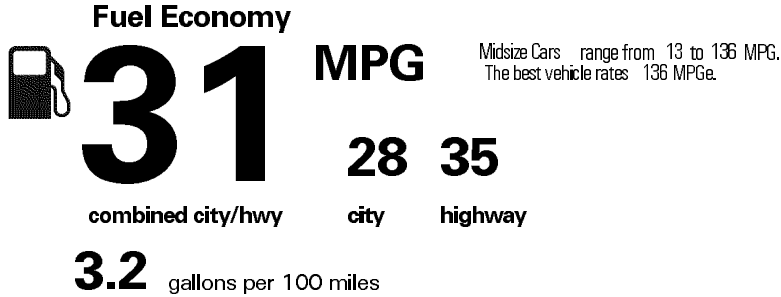 Fuel Economy
31 MPG
Midsize Cars range from 13 to 136 MPG.
The best vehicle rates 136 MPGe.
28 35
combined city/hwy city highway
3.2 gallons per 100 miles